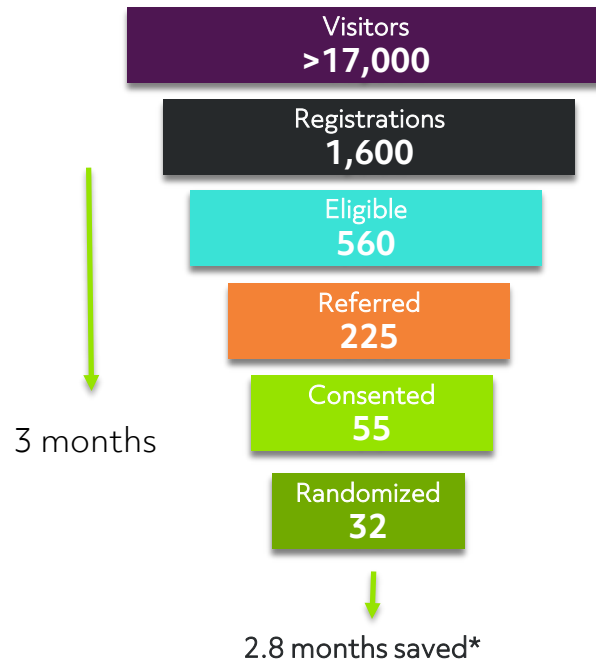 Visitors
>17,000
Registrations
1,600
Eligible
560
Referred
225
Consented
55
3 months
Randomized
32
2.8 months saved*